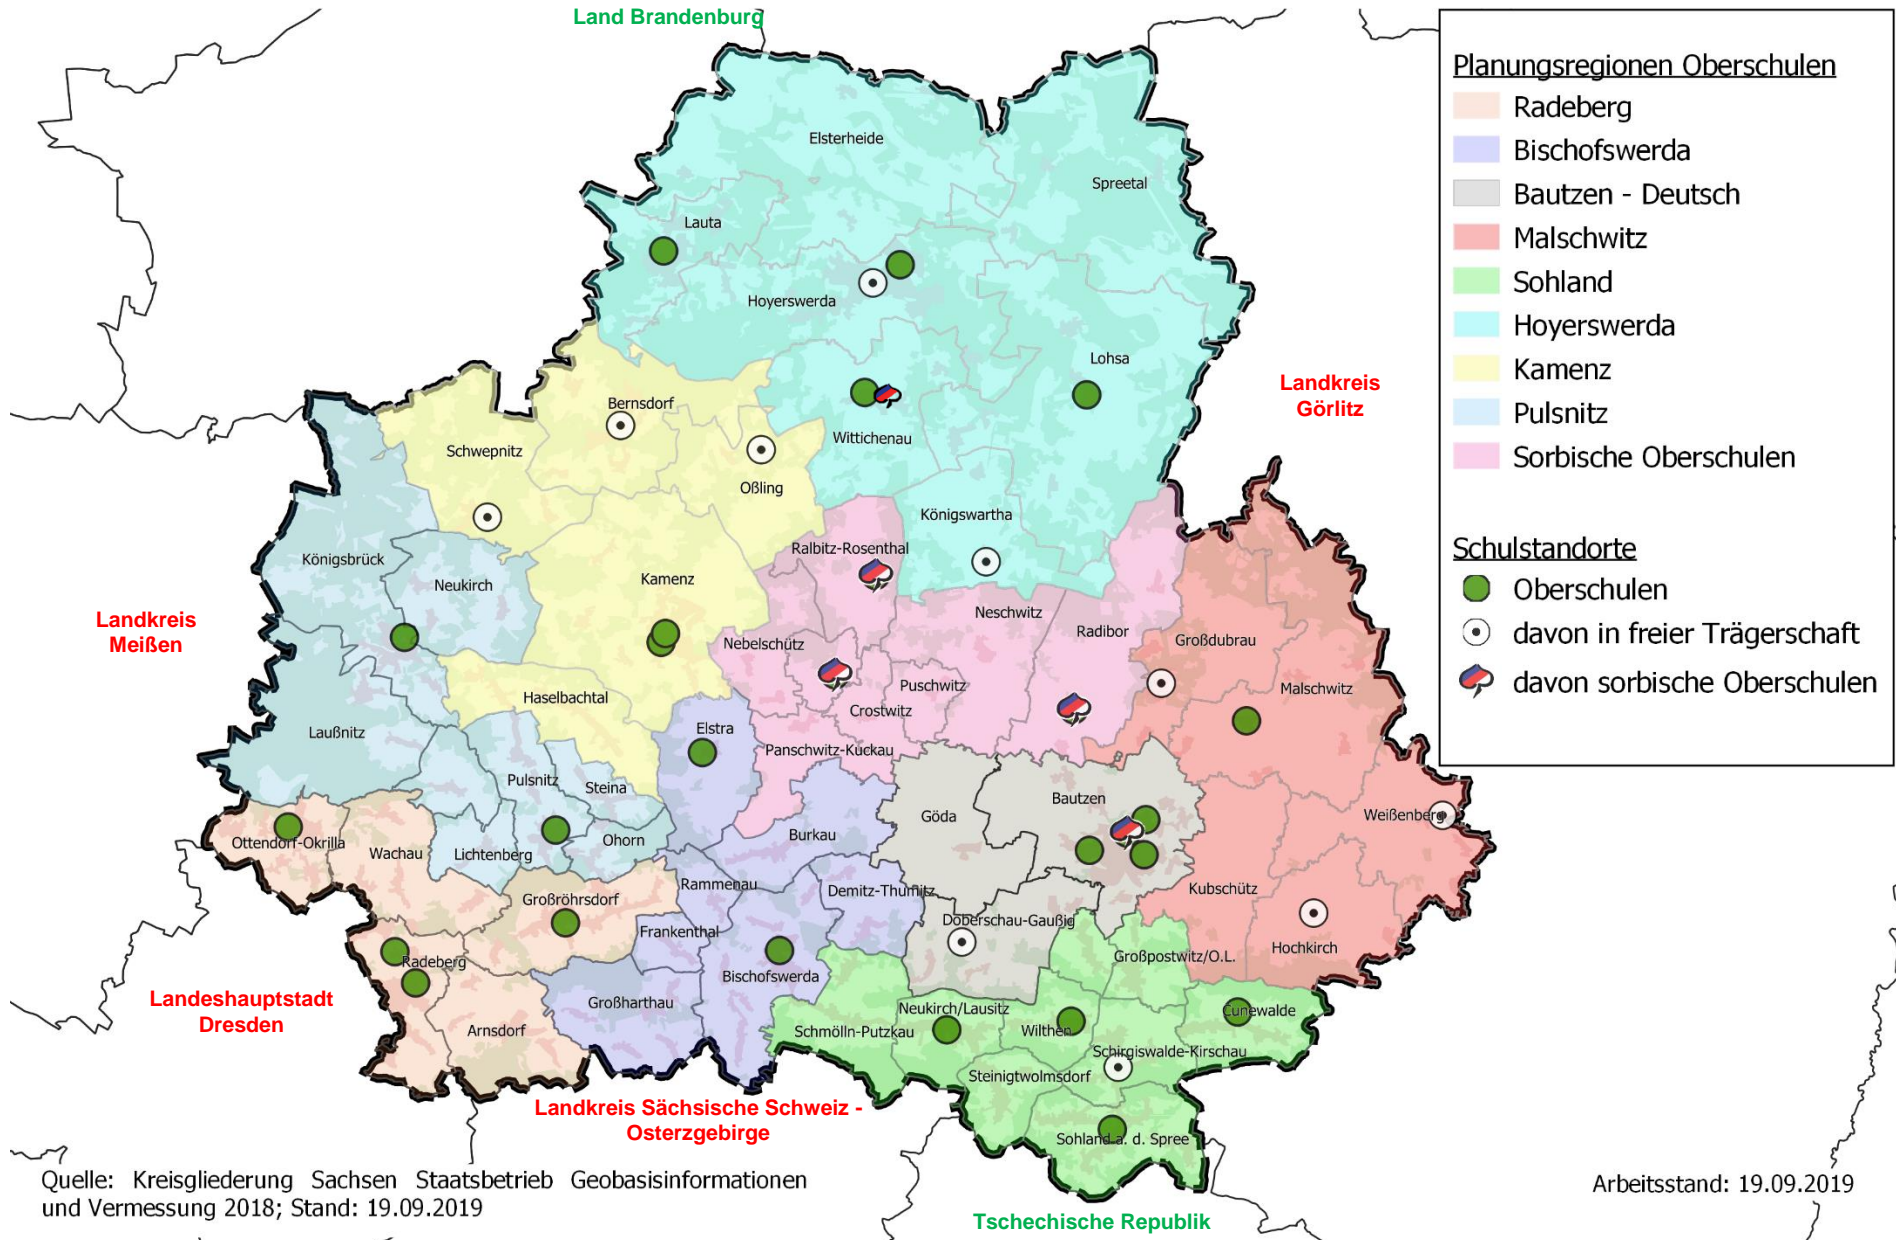 Land Brandenburg
Planungsregionen Oberschulen
Radeberg
Bischofswerda
Bautzen - Deutsch
Malschwitz
Sohland
Hoyerswerda
Kamenz
Pulsnitz
Sorbische Oberschulen
Schulstandorte
Oberschulen
davon in freier Trägerschaft
davon sorbische Oberschulen
Elsterheide
Spreetal
Lauta
Hoyerswerda
Lohsa
Landkreis
Görlitz
Bernsdorf
Wittichenau
Schwepnitz
Oßling
Königswartha
Königsbrück
Ralbitz-Rosenthal
Neukirch
Kamenz
Neschwitz
Landkreis
Meißen
Radibor
Großdubrau
Nebelschütz
Puschwitz
Malschwitz
Haselbachtal
Crostwitz
Laußnitz
Elstra
Panschwitz-Kuckau
Pulsnitz
Steina
Bautzen
Göda
Weißenberg
Ottendorf-Okrilla
Wachau
Lichtenberg
Ohorn
Burkau
Rammenau
Demitz-Thumitz
Kubschütz
Großröhrsdorf
Doberschau-Gaußig
Frankenthal
Hochkirch
Großpostwitz/O.L.
Radeberg
Bischofswerda
Landeshauptstadt
Dresden
Großharthau
Neukirch/Lausitz
Cunewalde
Arnsdorf
Schmölln-Putzkau
Wilthen
Schirgiswalde-Kirschau
Steinigtwolmsdorf
Landkreis Sächsische Schweiz -
Osterzgebirge
Sohland a. d. Spree
Quelle: Kreisgliederung Sachsen Staatsbetrieb Geobasisinformationen
und Vermessung 2018; Stand: 19.09.2019
Arbeitsstand: 19.09.2019
Tschechische Republik